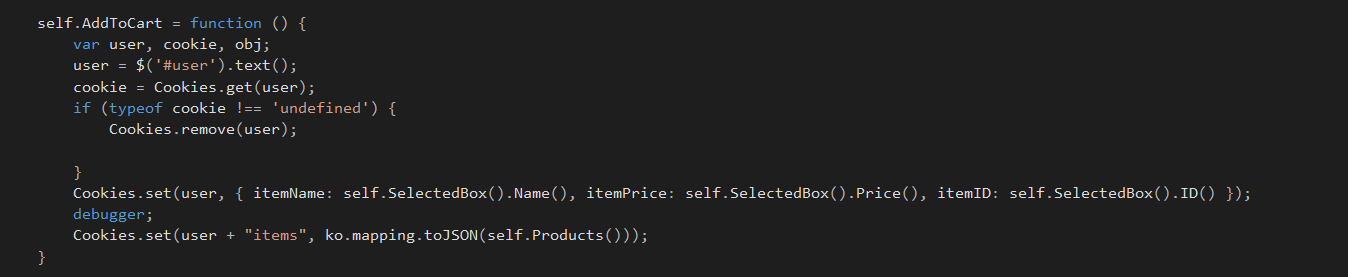 self.AddToCart = function () {
var user, cookie, obj;
user = $('#user').text();
cookie = Cookies.get(user);
if (typeof cookie !== 'undefined') {
Cookies.remove(user);
}
Cookies.set(user, { itemName: self.SelectedBox().Name(), itemPrice: self.SelectedBox().Price(), itemID: self.SelectedBox().ID() });
debugger;
Cookies.set(user + "items", ko.mapping.toJSON(self.Products()));
}